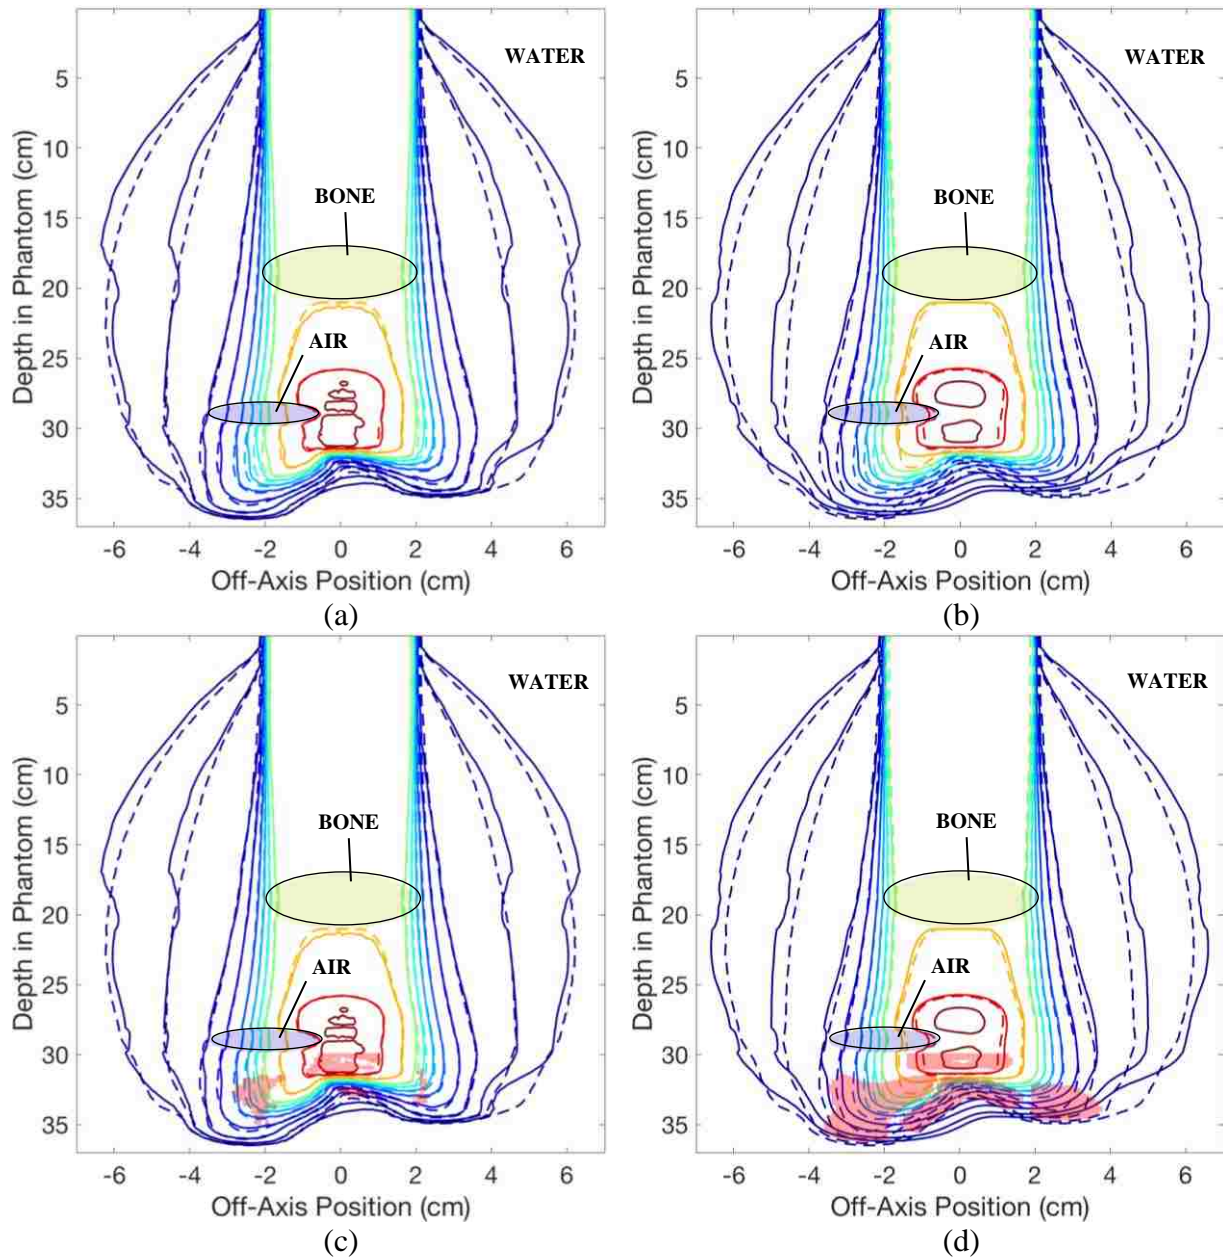 WATER
BONE
AIR
5
10
15
20
25
30
35
Depth in Phantom (cm)
-6
-4
-2
0
2
4
6
Off-Axis Position (cm)
(a)
WATER
BONE
AIR
5
10
15
20
25
30
35
Depth in Phantom (cm)
-6
-4
-2
0
2
4
6
Off-Axis Position (cm)
(b)
WATER
BONE
AIR
5
10
15
20
25
30
35
Depth in Phantom (cm)
-6
-4
-2
0
2
4
6
Off-Axis Position (cm)
(c)
WATER
BONE
AIR
5
10
15
20
25
30
35
Depth in Phantom (cm)
-6
-4
-2
0
2
4
6
Off-Axis Position (cm)
(d)